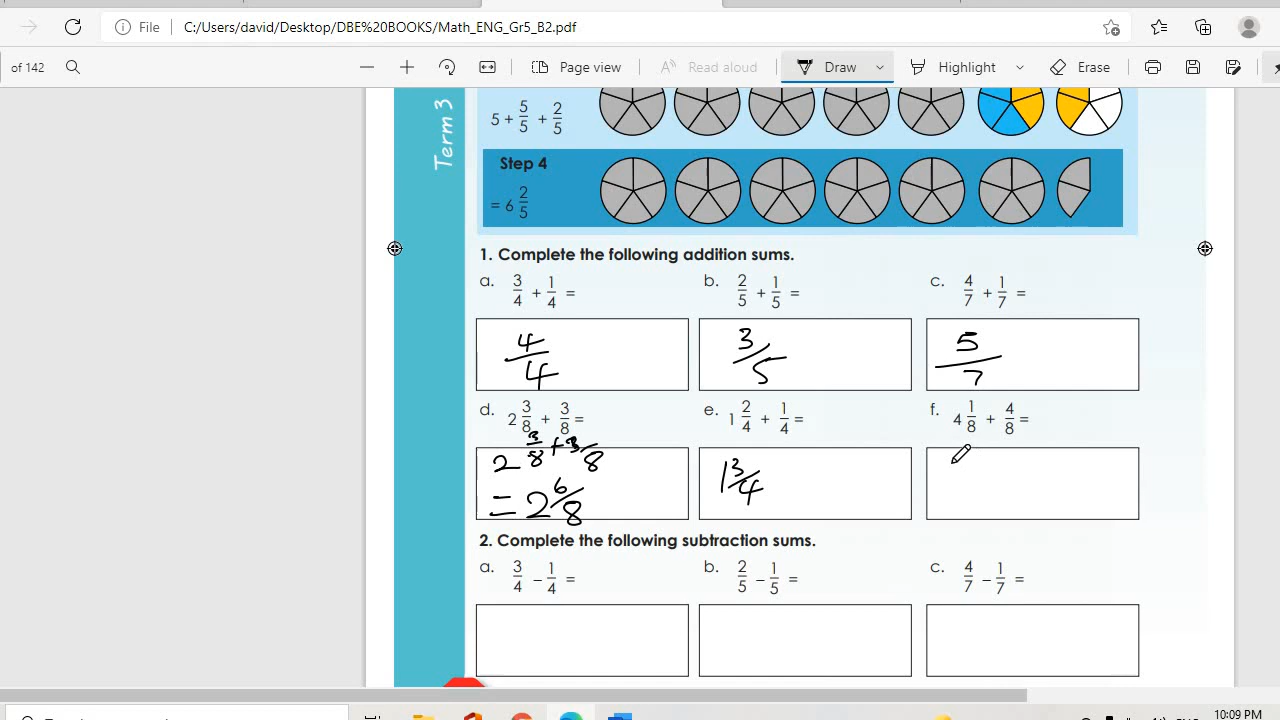 File C:/Users/david/Desktop/DBE%20BOOKS/Math_ENG_Gr5_B2.pdf
of 142 Page view Read aloud Draw Highlight Erase
Term 3
5 + 5/5 + 2/5
Step 4
= 6 2/5
1. Complete the following addition sums.
a. 3/4 + 1/4 = b. 2/5 + 1/5 = c. 4/7 + 1/7 =
4/4 3/5 5/7
d. 2 3/8 + 3/8 = e. 1 2/4 + 1/4 = f. 4 1/8 + 4/8 =
2 3/8 + 3/8 1 3/4
= 2 6/8
2. Complete the following subtraction sums.
a. 3/4 − 1/4 = b. 2/5 − 1/5 = c. 4/7 − 1/7 =
10:09 PM